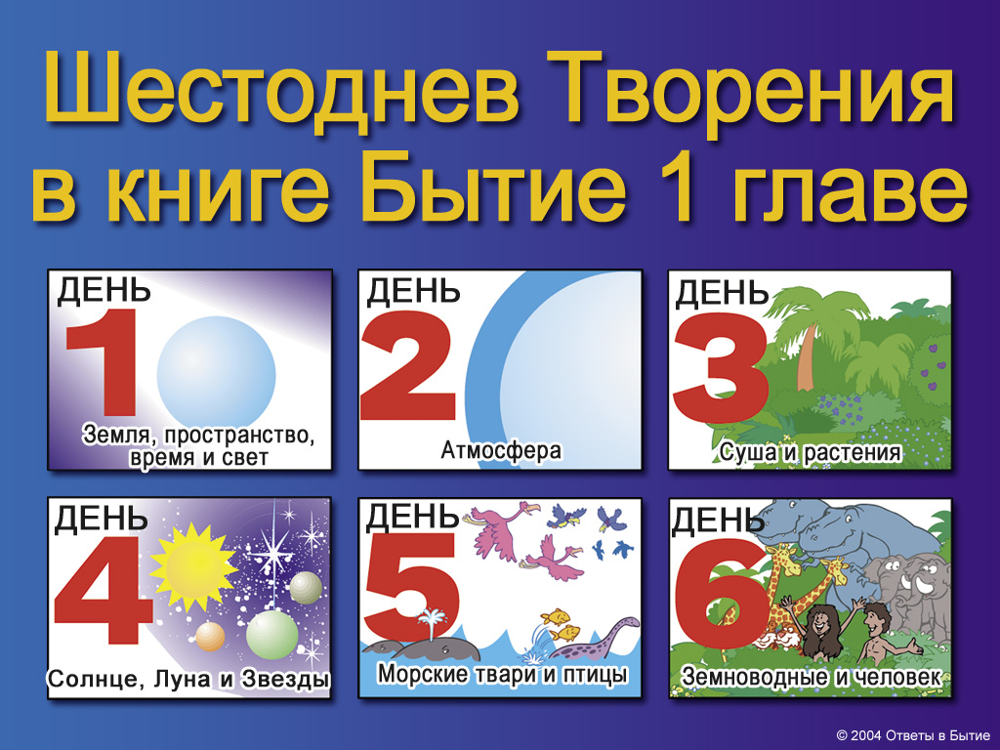 Шестоднев Творения
в книге Бытие 1 главе
ДЕНЬ
1
Земля, пространство,
время и свет
ДЕНЬ
2
Атмосфера
ДЕНЬ
3
Суша и растения
ДЕНЬ
4
Солнце, Луна и Звезды
ДЕНЬ
5
Морские твари и птицы
ДЕНЬ
6
Земноводные и человек
© 2004 Ответы в Бытие